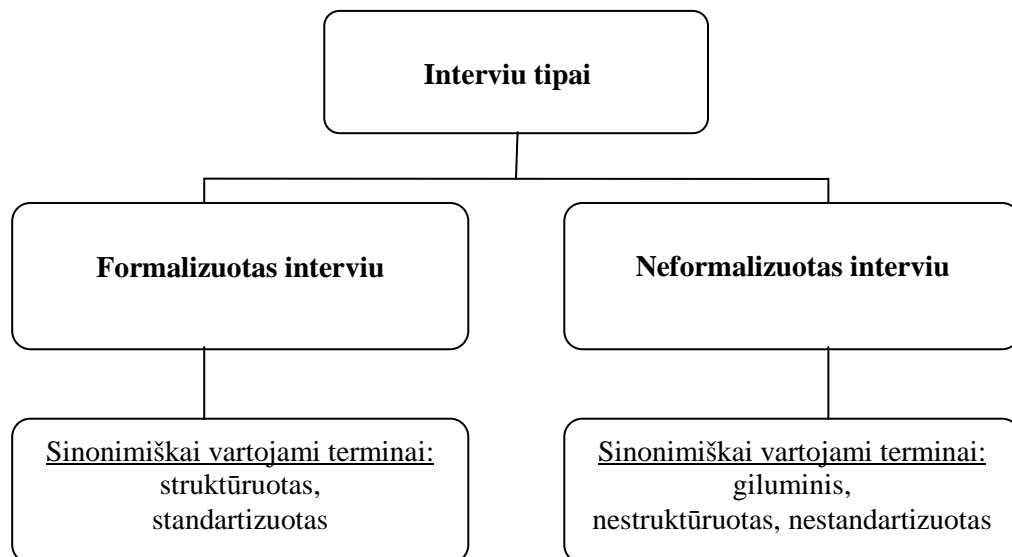 Interviu tipai
Formalizuotas interviu
Neformalizuotas interviu
Sinonimiškai vartojami terminai:
struktūruotas,
standartizuotas
Sinonimiškai vartojami terminai:
giluminis,
nestruktūruotas, nestandartizuotas